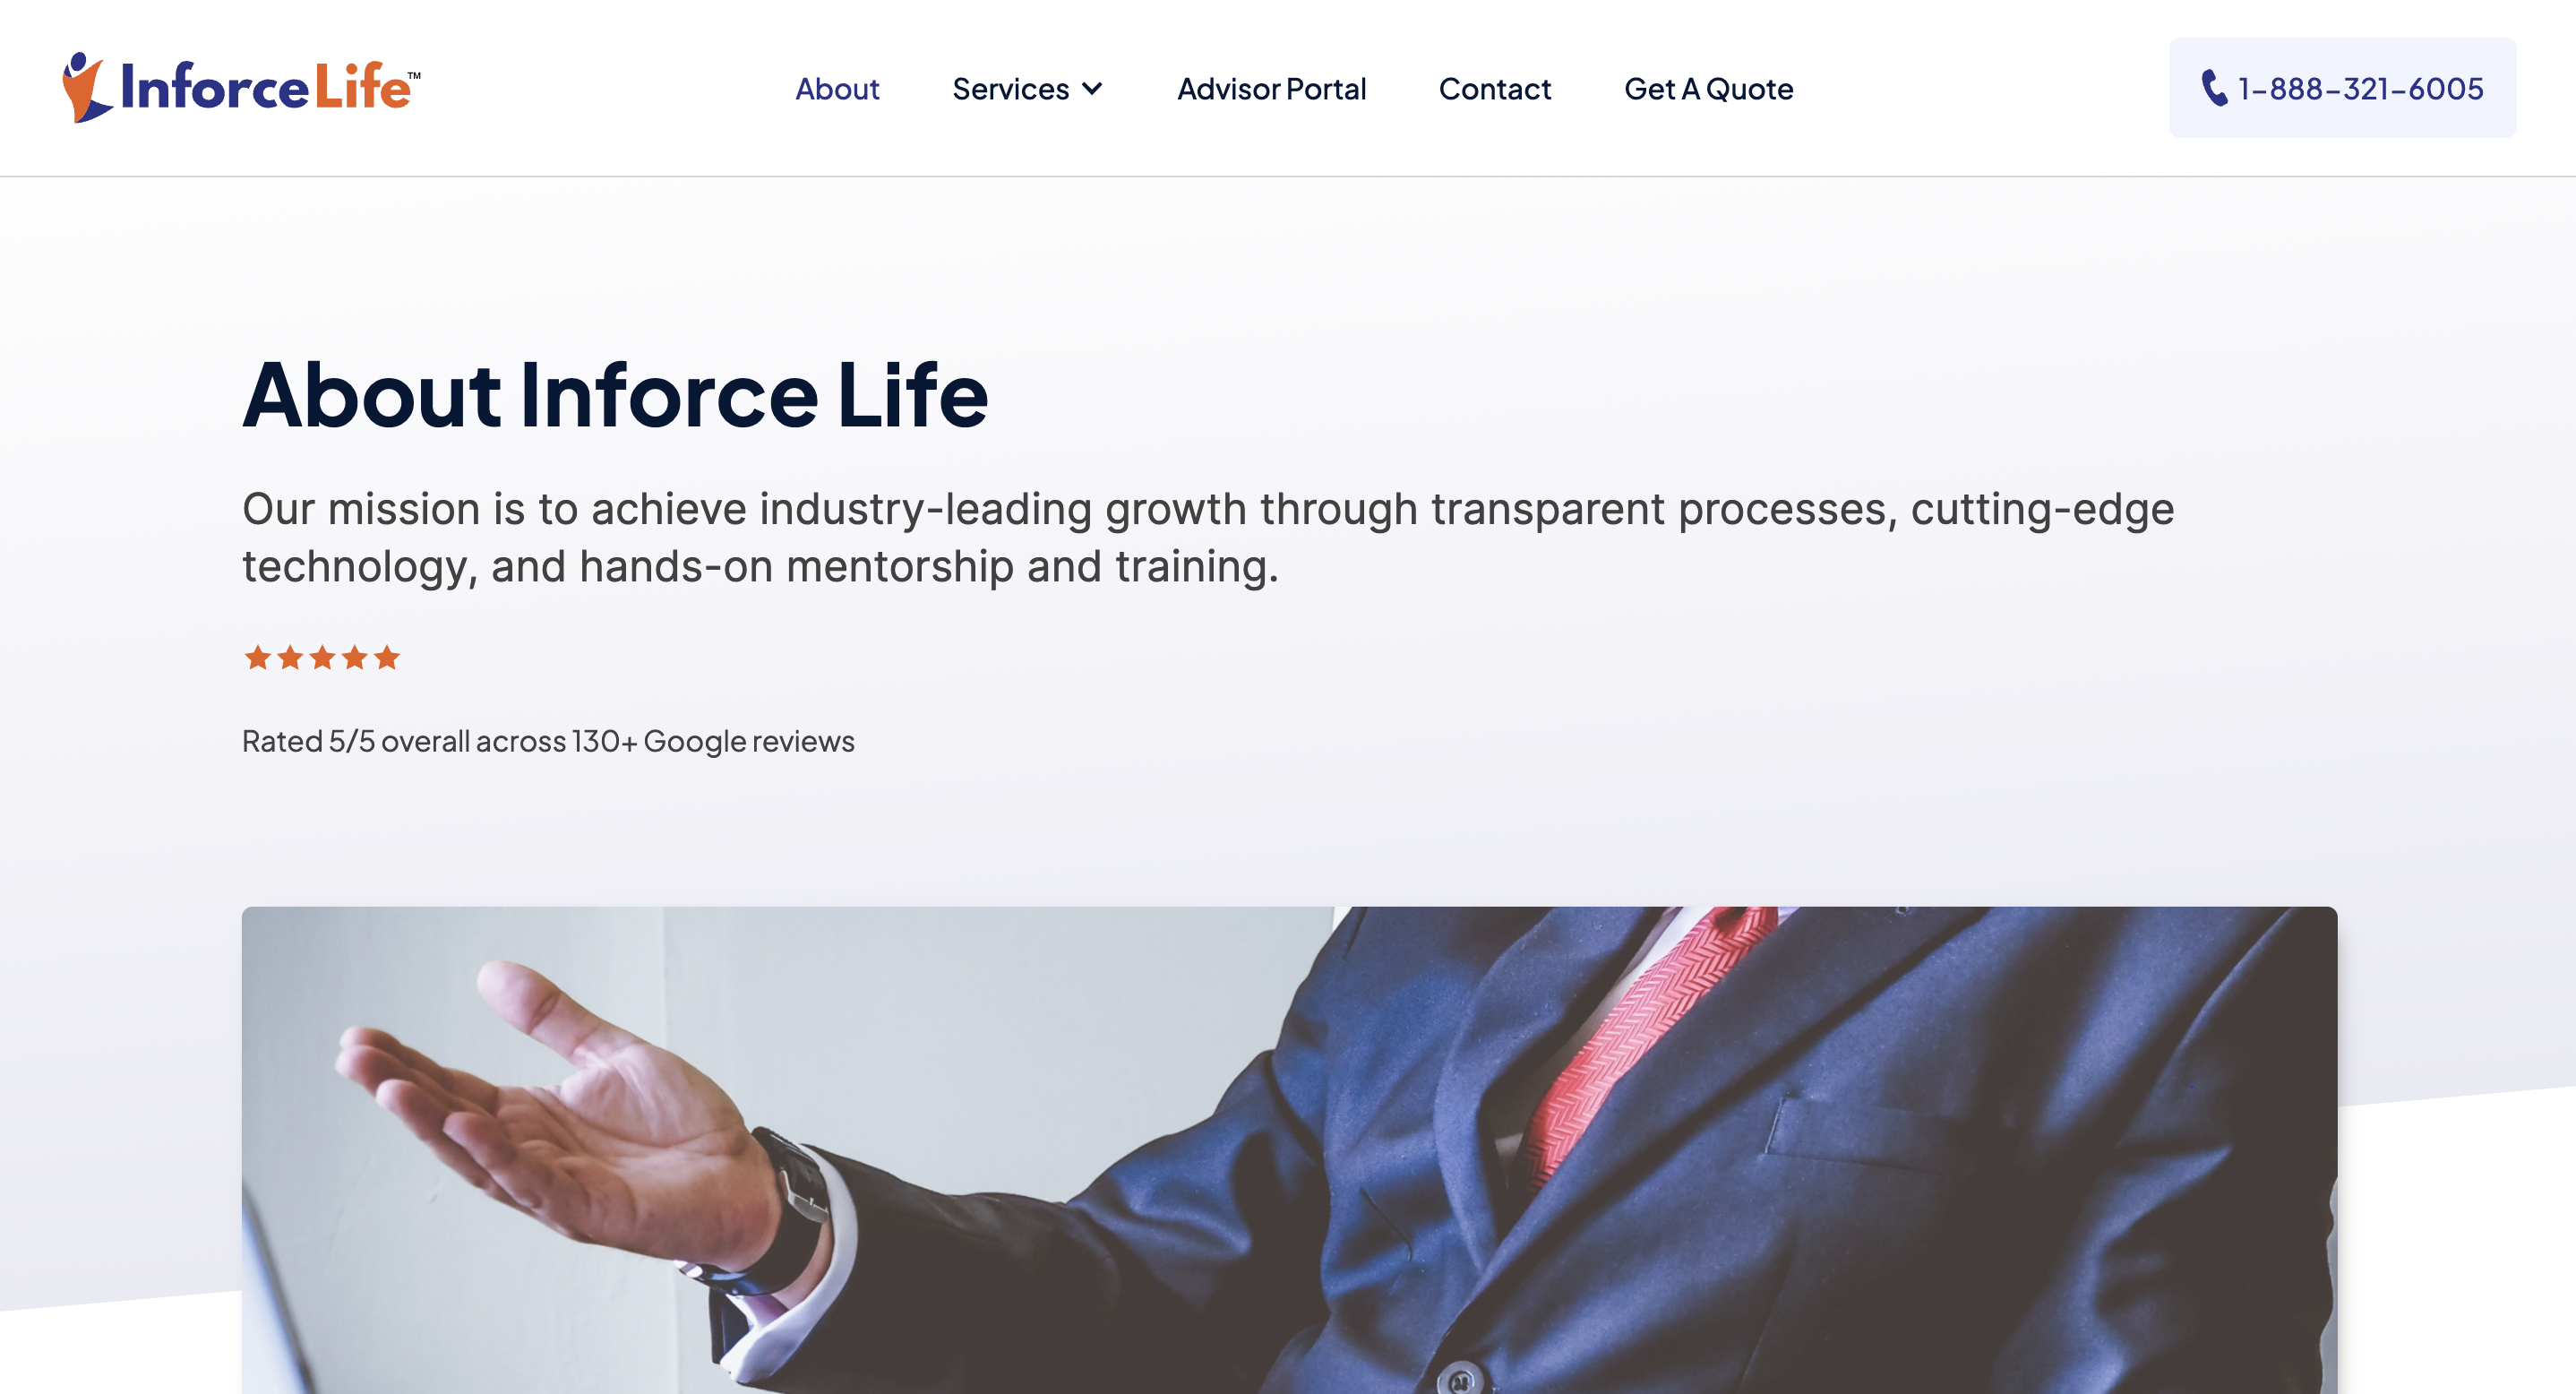 InforceLife™
About
Services
Advisor Portal
Contact
Get A Quote
1-888-321-6005
About Inforce Life
Our mission is to achieve industry-leading growth through transparent processes, cutting-edge
technology, and hands-on mentorship and training.
Rated 5/5 overall across 130+ Google reviews